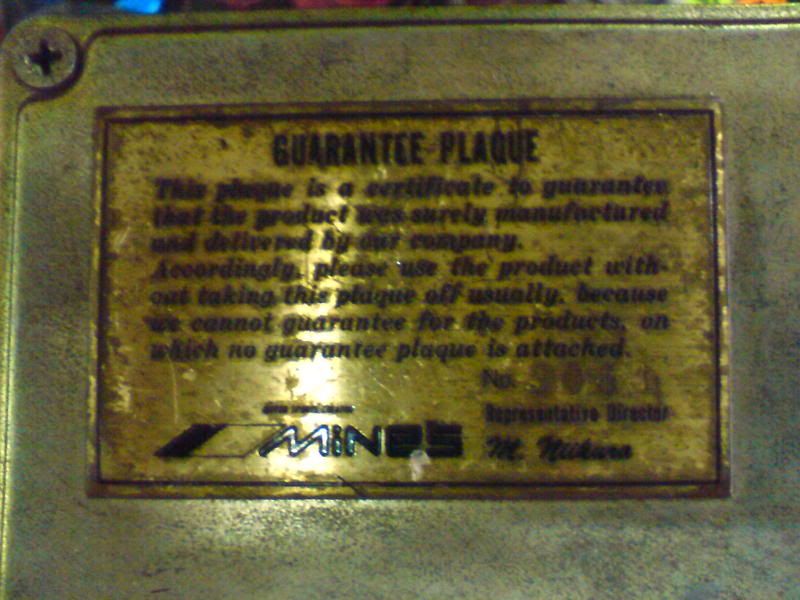 GUARANTEE PLAQUE
This plaque is a certificate to guarantee
that the product was surely manufactured
and delivered by our company.
Accordingly, please use the product with-
out taking this plaque off usually, because
we cannot guarantee for the products, on
which no guarantee plaque is attached.
No.
Representative Director
MINES
M. Niikura